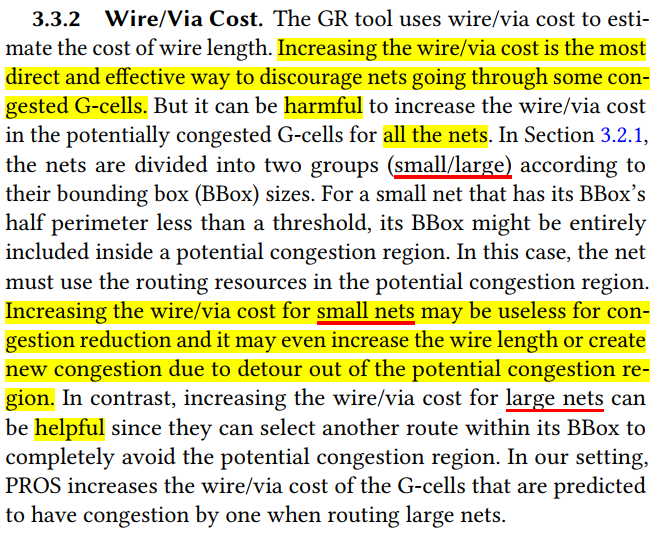 3.3.2 Wire/Via Cost. The GR tool uses wire/via cost to esti-
mate the cost of wire length. Increasing the wire/via cost is the most
direct and effective way to discourage nets going through some con-
gested G-cells. But it can be harmful to increase the wire/via cost
in the potentially congested G-cells for all the nets. In Section 3.2.1,
the nets are divided into two groups (small/large) according to
their bounding box (BBox) sizes. For a small net that has its BBox's
half perimeter less than a threshold, its BBox might be entirely
included inside a potential congestion region. In this case, the net
must use the routing resources in the potential congestion region.
Increasing the wire/via cost for small nets may be useless for con-
gestion reduction and it may even increase the wire length or create
new congestion due to detour out of the potential congestion re-
gion. In contrast, increasing the wire/via cost for large nets can
be helpful since they can select another route within its BBox to
completely avoid the potential congestion region. In our setting,
PROS increases the wire/via cost of the G-cells that are predicted
to have congestion by one when routing large nets.